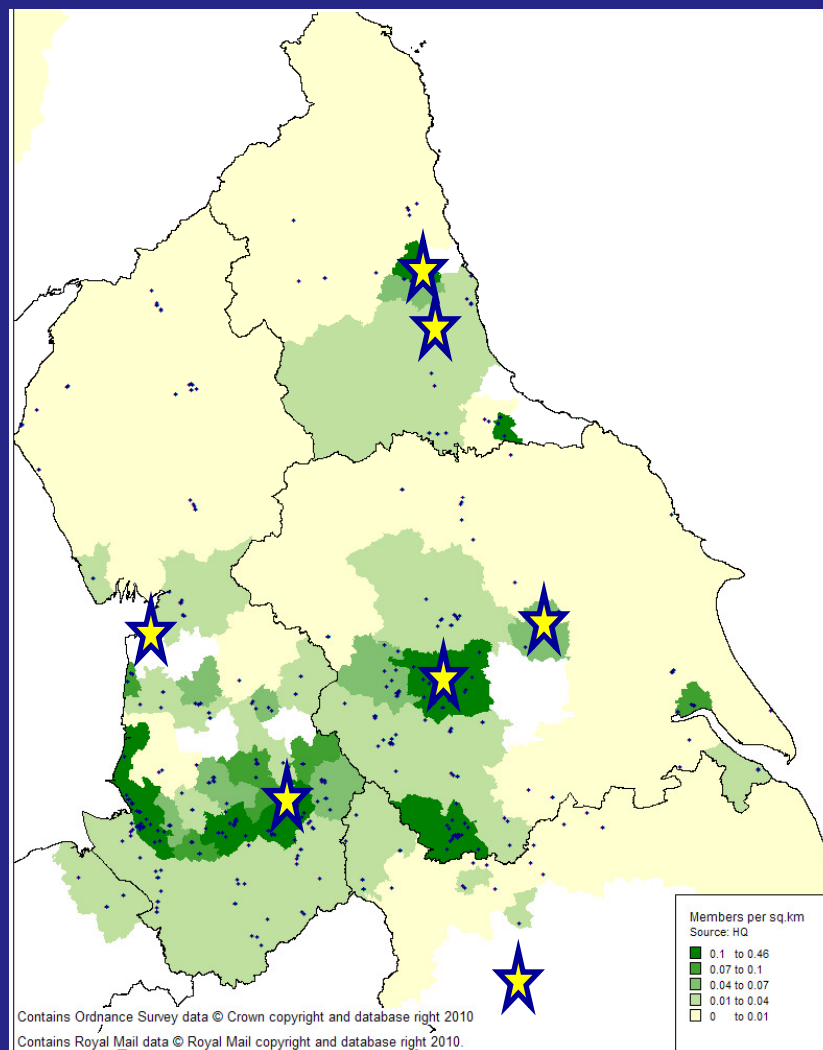 Members per sq.km
Source: HQ
0.1 to 0.46
0.07 to 0.1
0.04 to 0.07
0.01 to 0.04
0 to 0.01
Contains Ordnance Survey data © Crown copyright and database right 2010
Contains Royal Mail data © Royal Mail copyright and database right 2010.